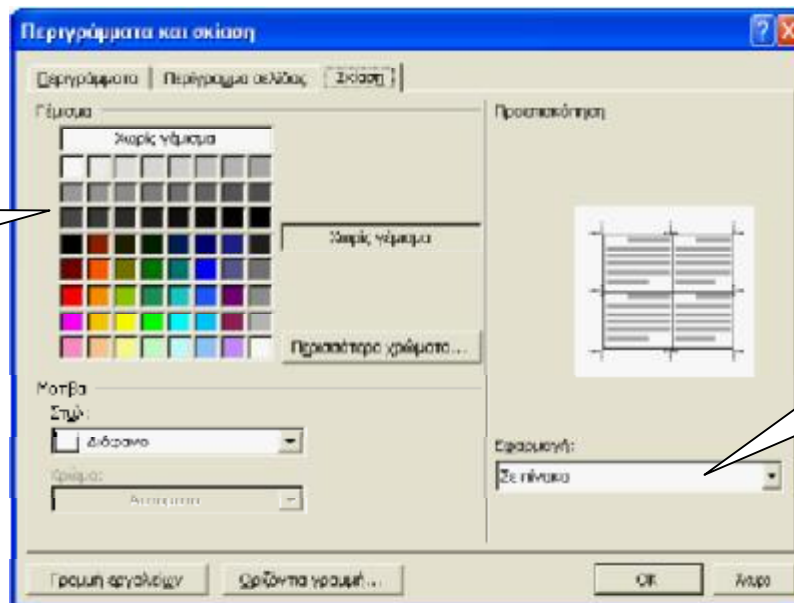 Περιγράμματα και σκίαση
Περιγράμματα
Περίγραμμα σελίδας
Σκίαση
Γέμισμα
Χωρίς γέμισμα
Χωρίς γέμισμα
Περισσότερα χρώματα...
Μοτίβα
Στυλ:
Διάφανο
Χρώμα:
Αυτόματο
Προεπισκόπηση
Εφαρμογή:
Σε πίνακα
Γραμμή εργαλείων
Οριζόντια γραμμή...
OK
Άκυρο